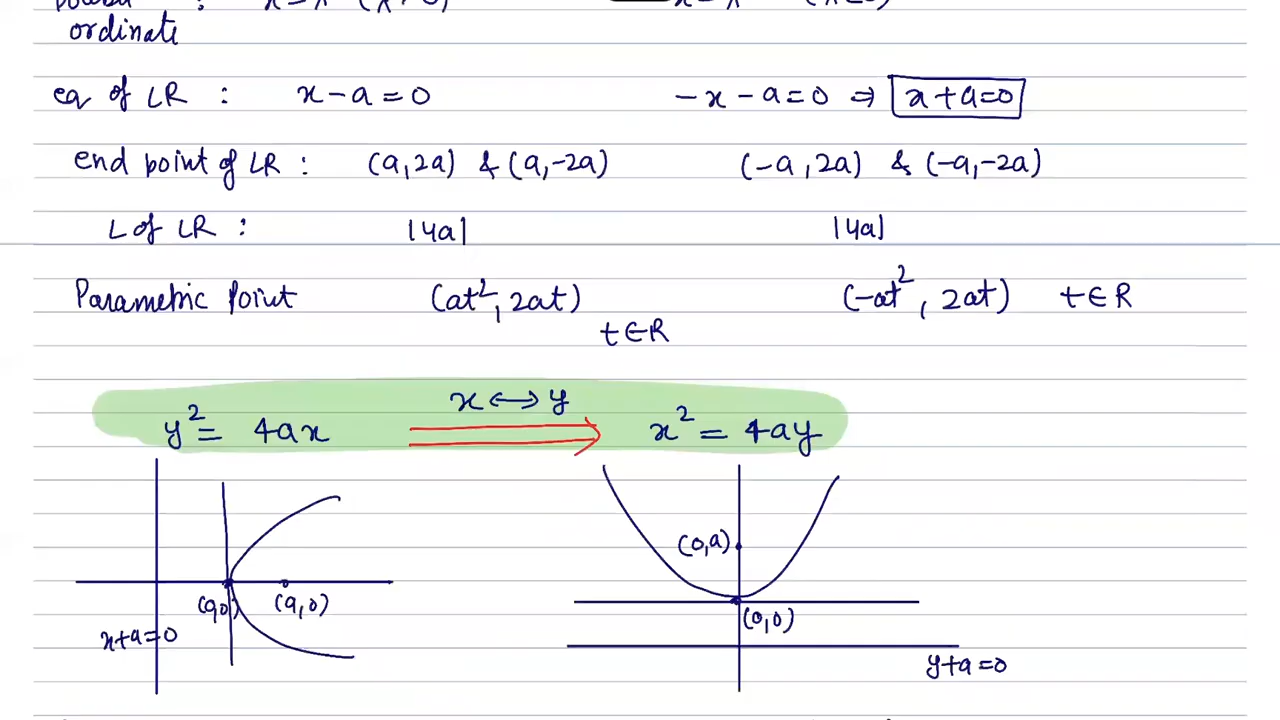 ordinate
eq of LR : x-a=0 -x-a=0 ⇒ x+a=0
end point of LR : (a,2a) & (a,-2a) (-a,2a) & (-a,-2a)
L of LR : |4a| |4a|
Parametric Point (at², 2at) (-at², 2at) t∈R
t∈R
x↔y
y² = 4ax ⇒ x² = 4ay
(0,a)
(0,0) (a,0)
(0,0)
x+a=0
y+a=0